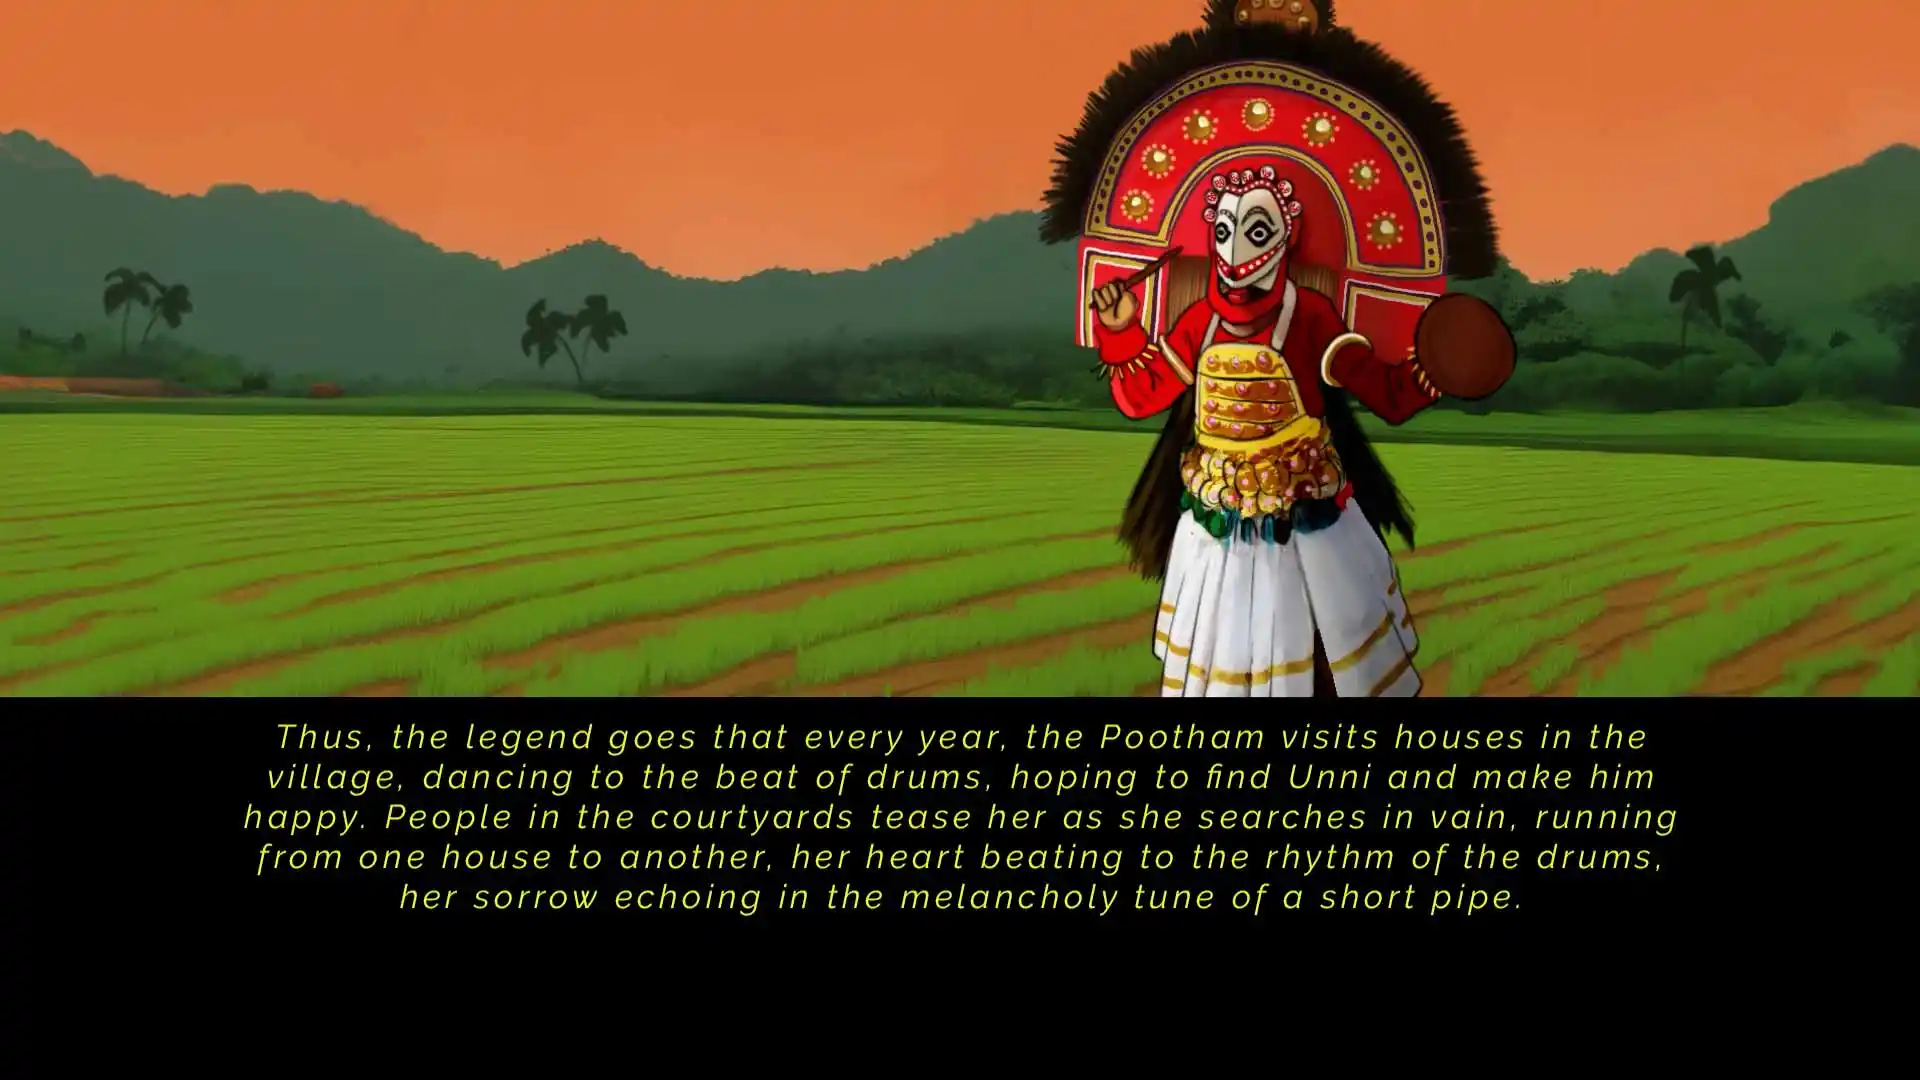 Thus, the legend goes that every year, the Pootham visits houses in the
village, dancing to the beat of drums, hoping to find Unni and make him
happy. People in the courtyards tease her as she searches in vain, running
from one house to another, her heart beating to the rhythm of the drums,
her sorrow echoing in the melancholy tune of a short pipe.